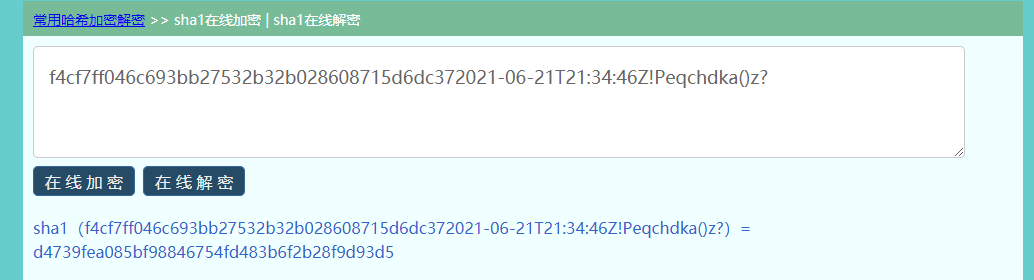 常用哈希加密解密 >> sha1在线加密 | sha1在线解密
f4cf7ff046c693bb27532b32b028608715d6dc372021-06-21T21:34:46Z!Peqchdka()z?
在线加密 在线解密
sha1（f4cf7ff046c693bb27532b32b028608715d6dc372021-06-21T21:34:46Z!Peqchdka()z?）=
d4739fea085bf98846754fd483b6f2b28f9d93d5